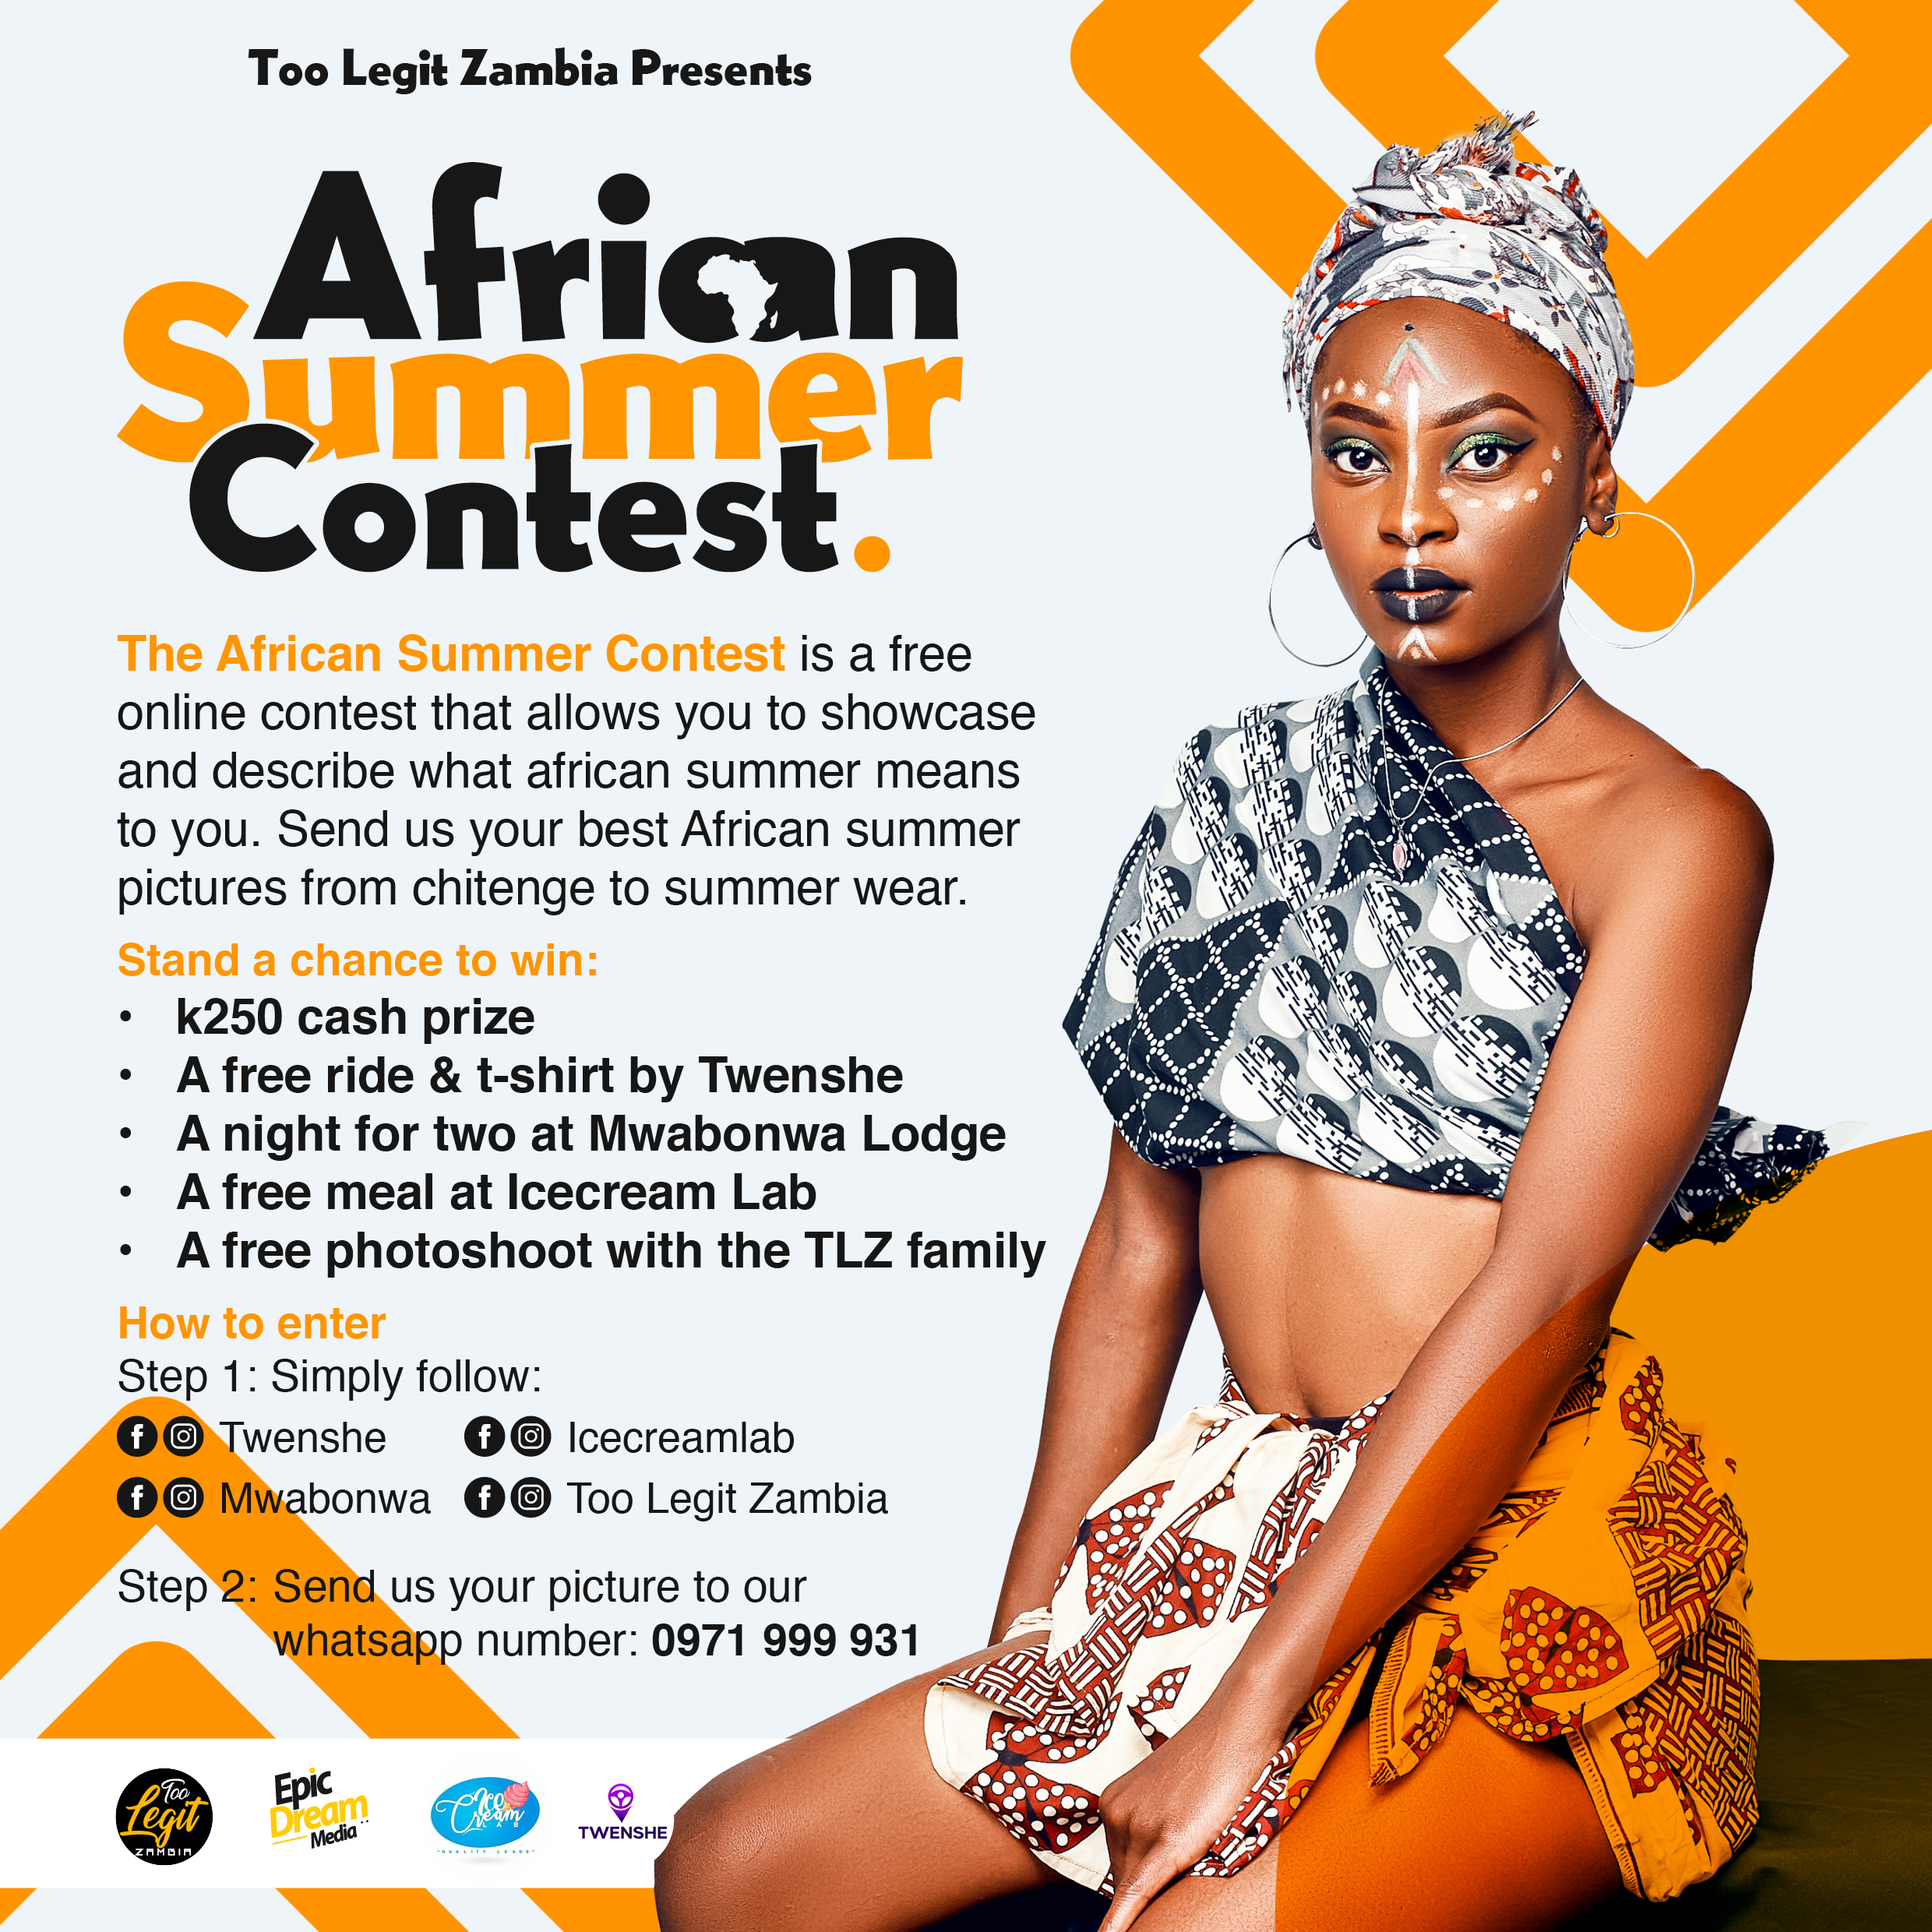 Too Legit Zambia Presents
African
Summer
Contest.
The African Summer Contest is a free
online contest that allows you to showcase
and describe what african summer means
to you. Send us your best African summer
pictures from chitenge to summer wear.
Stand a chance to win:
• k250 cash prize
• A free ride & t-shirt by Twenshe
• A night for two at Mwabonwa Lodge
• A free meal at Icecream Lab
• A free photoshoot with the TLZ family
How to enter
Step 1: Simply follow:
Twenshe Icecreamlab
Mwabonwa Too Legit Zambia
Step 2: Send us your picture to our
whatsapp number: 0971 999 931
Too
Legit
ZAMBIA
Epic
Dream
Media
Ice
Cream
LAB
"QUALITY LEADS"
TWENSHE